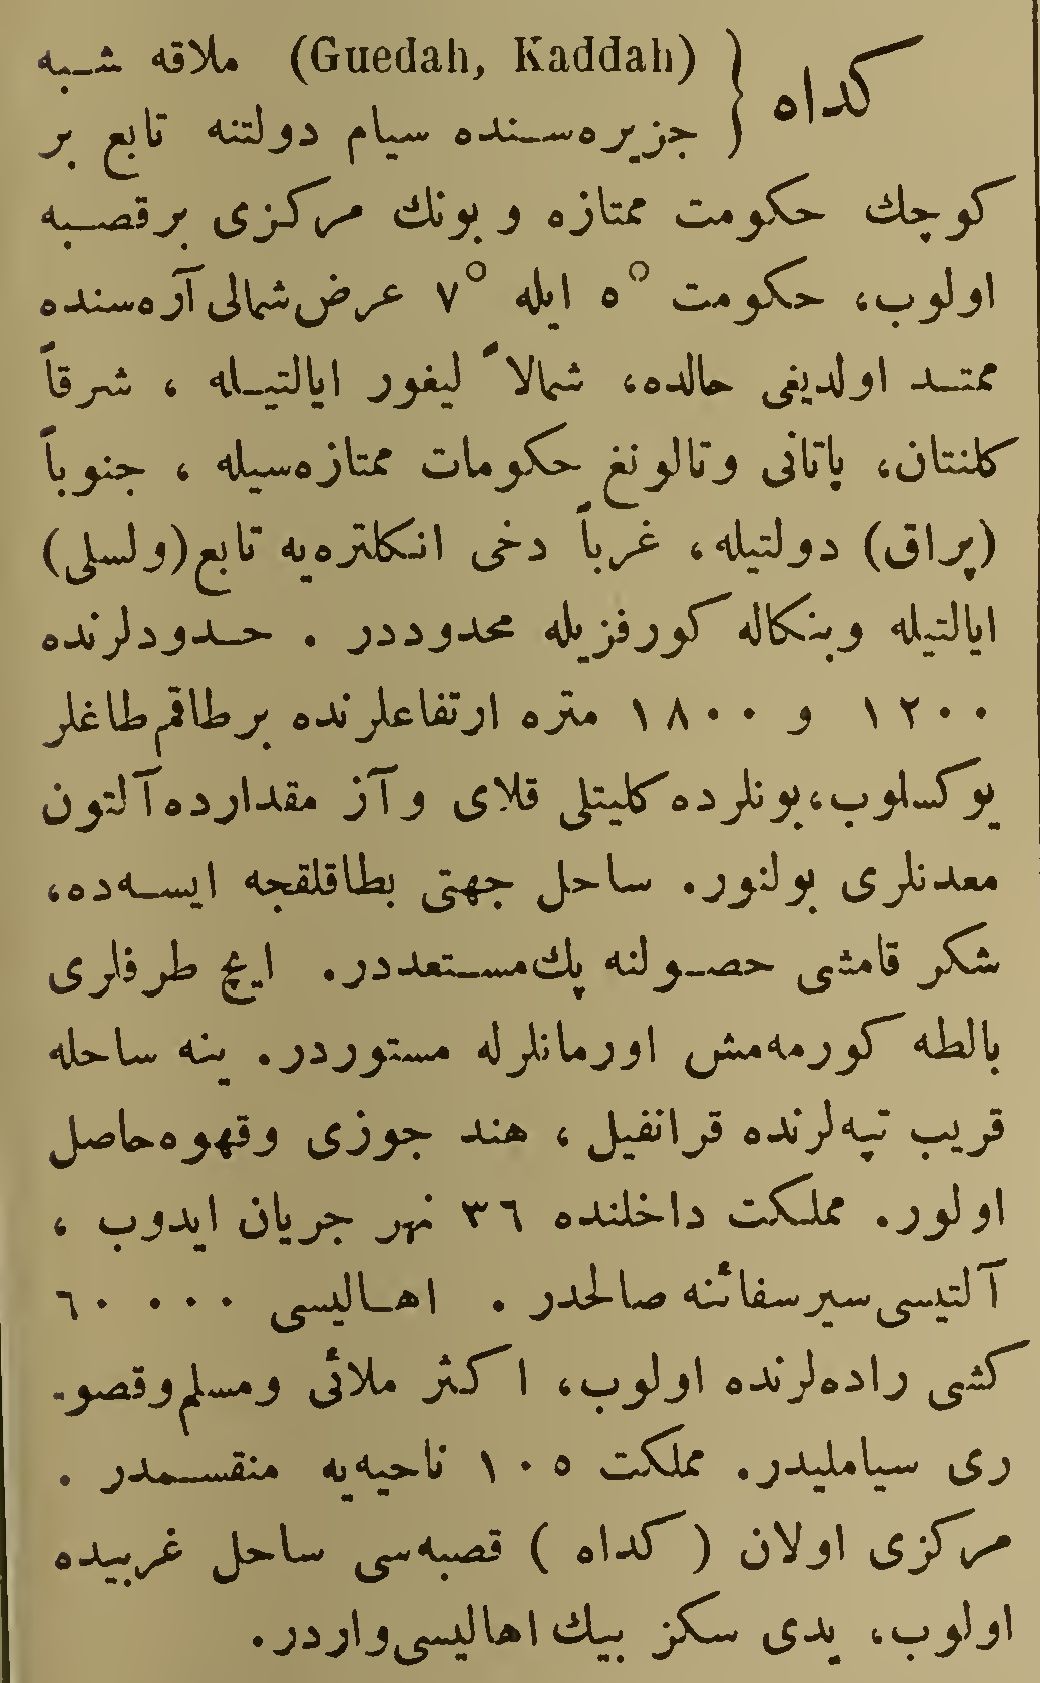 كداه { (Guedah, Kaddah) ملاقه شبه
جزيره‌سنده سيام دولتنه تابع بر
كوچك حكومت ممتازه و بونك مركزى برقصبه
اولوب، حكومت ٥° ايله ٧° عرض شمالى آره‌سنده
ممتد اولديغى حالده، شمالاً ليغور ايالتيله ، شرقاً
كلنتان، پاتانى وتالونغ حكومات ممتازه‌سيله ، جنوباً
(پراق) دولتيله، غرباً دخى انكلتره‌يه تابع (ولسلى)
ايالتيله وبنكاله كورفزيله محدوددر . حدودلرنده
١٢٠٠ و ١٨٠٠ متره ارتفاعلرنده برطاقم طاغلر
يوكسلوب، بونلرده كليتلى قلاى وآز مقدارده آلتون
معدنلرى بولنور. ساحل جهتى بطاقلقجه ايسه‌ده،
شكر قامشى حصولنه پك مستعددر. ايچ طرفلرى
بالطه كورمه‌مش اورمانلرله مستوردر. ينه ساحله
قريب تپه‌لرنده قرانفيل ، هند جوزى وقهوه حاصل
اولور. مملكت داخلنده ٣٦ نهر جريان ايدوب ،
آلتيسى سير سفائنه صالحدر . اهاليسى ٦٠٠٠٠
كشى راده‌لرنده اولوب، اكثر ملائى ومسلم وقصو-
رى سياملیدر. مملكت ١٠٥ ناحيه‌يه منقسمدر .
مركزى اولان ( كداه ) قصبه‌سى ساحل غربيده
اولوب، يدى سكز بيك اهاليسى واردر.